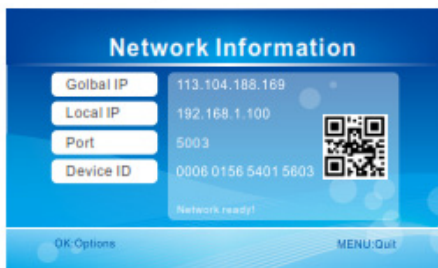 Network Information
Golbal IP 113.104.188.169
Local IP 192.168.1.100
Port 5003
Device ID 0006 0156 5401 5603
Network ready!
OK:Options MENU:Quit